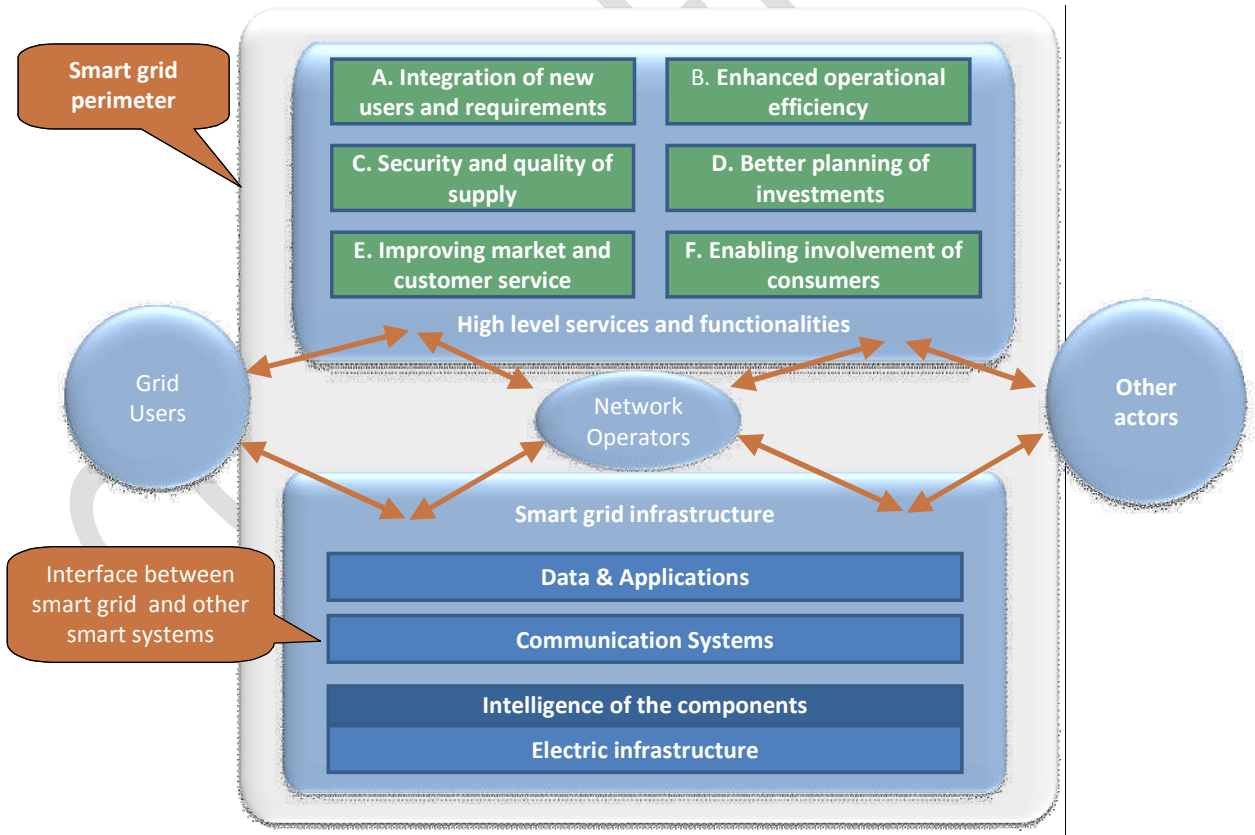 Smart grid
perimeter
A. Integration of new
users and requirements
B. Enhanced operational
efficiency
C. Security and quality of
supply
D. Better planning of
investments
E. Improving market and
customer service
F. Enabling involvement of
consumers
High level services and functionalities
Grid
Users
Network
Operators
Other
actors
Smart grid infrastructure
Interface between
smart grid and other
smart systems
Data & Applications
Communication Systems
Intelligence of the components
Electric infrastructure